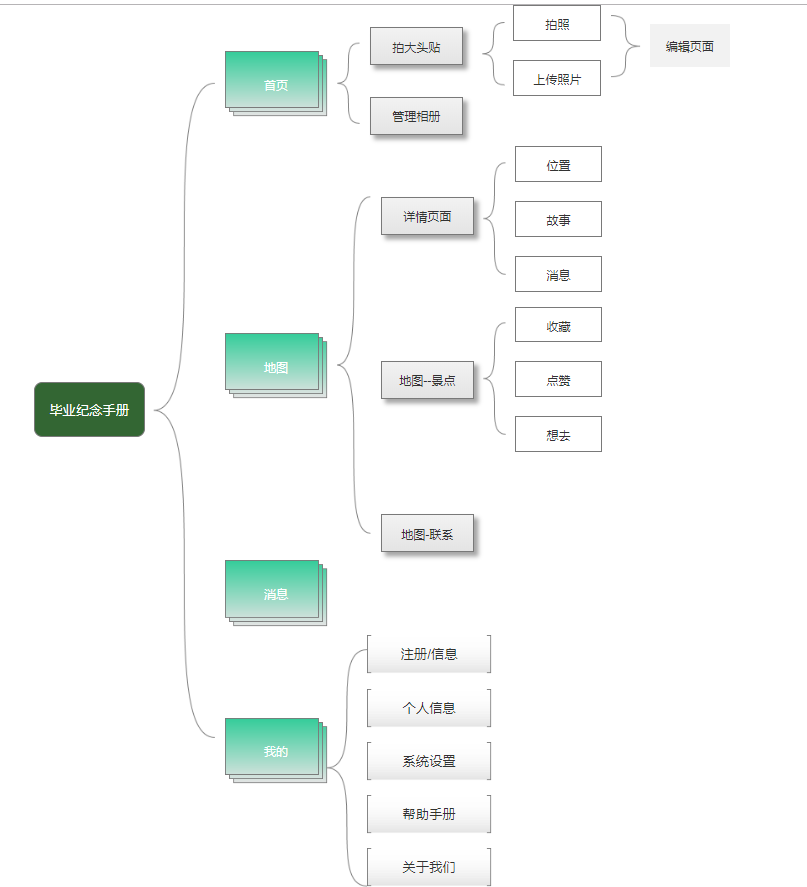 毕业纪念手册
首页
拍大头贴
拍照
上传照片
编辑页面
管理相册
地图
详情页面
位置
故事
消息
地图--景点
收藏
点赞
想去
地图-联系
消息
我的
注册/信息
个人信息
系统设置
帮助手册
关于我们